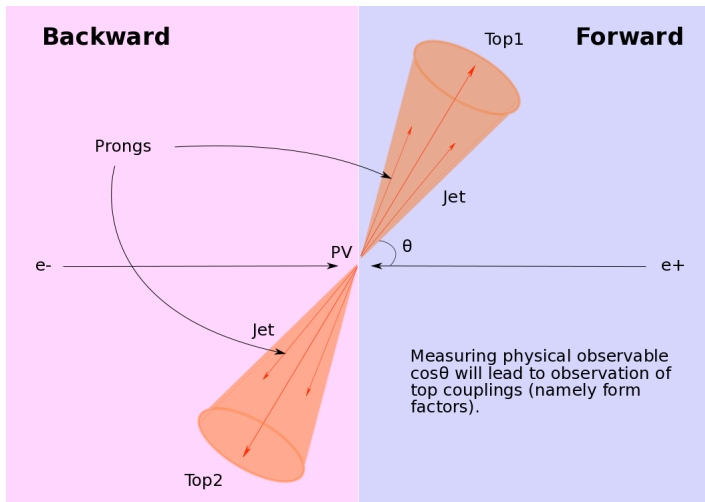 Backward
Forward
Top1
Prongs
Jet
PV
θ
e-
e+
Jet
Measuring physical observable
cosθ will lead to observation of
top couplings (namely form
factors).
Top2